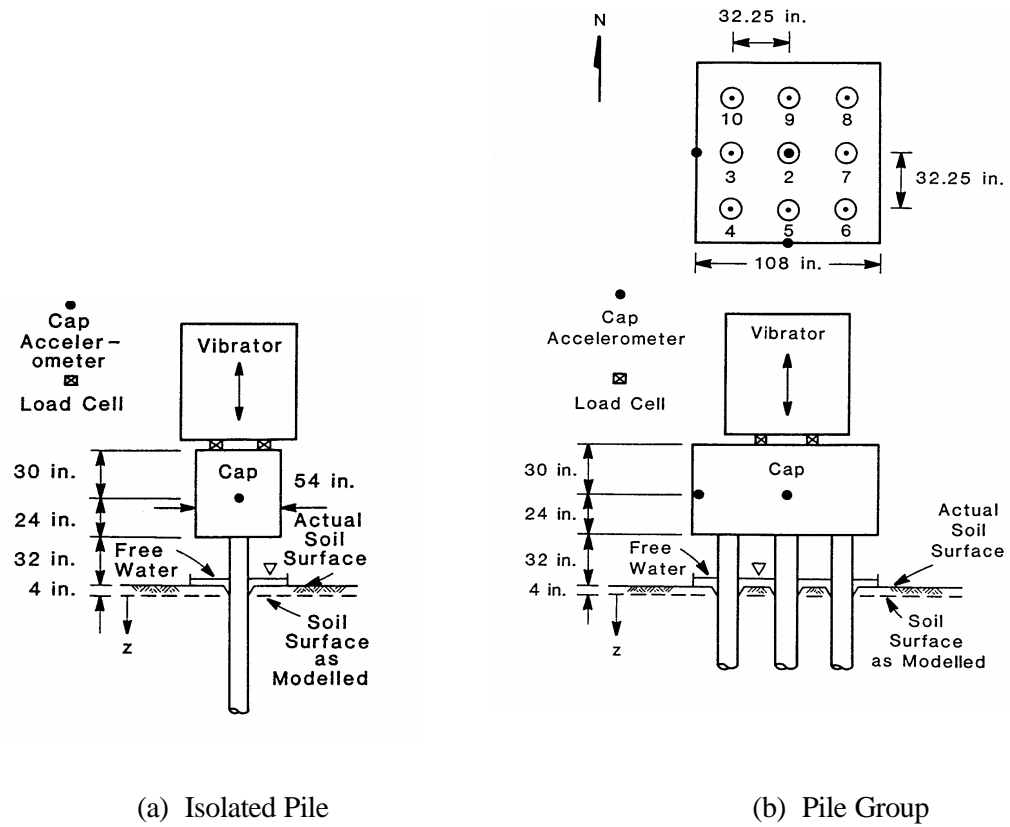 32.25 in.
N
10 9 8
3 2 7
32.25 in.
4 5 6
108 in.
Cap
Acceler-
ometer
Load Cell
Vibrator
30 in.
Cap
54 in.
24 in.
Actual
Soil
Surface
32 in.
Free
Water
4 in.
z
Soil
Surface
as
Modelled
Cap
Accelerometer
Load Cell
Vibrator
30 in.
Cap
24 in.
Actual
Soil
Surface
32 in.
Free
Water
4 in.
z
Soil
Surface
as Modelled
(a) Isolated Pile
(b) Pile Group